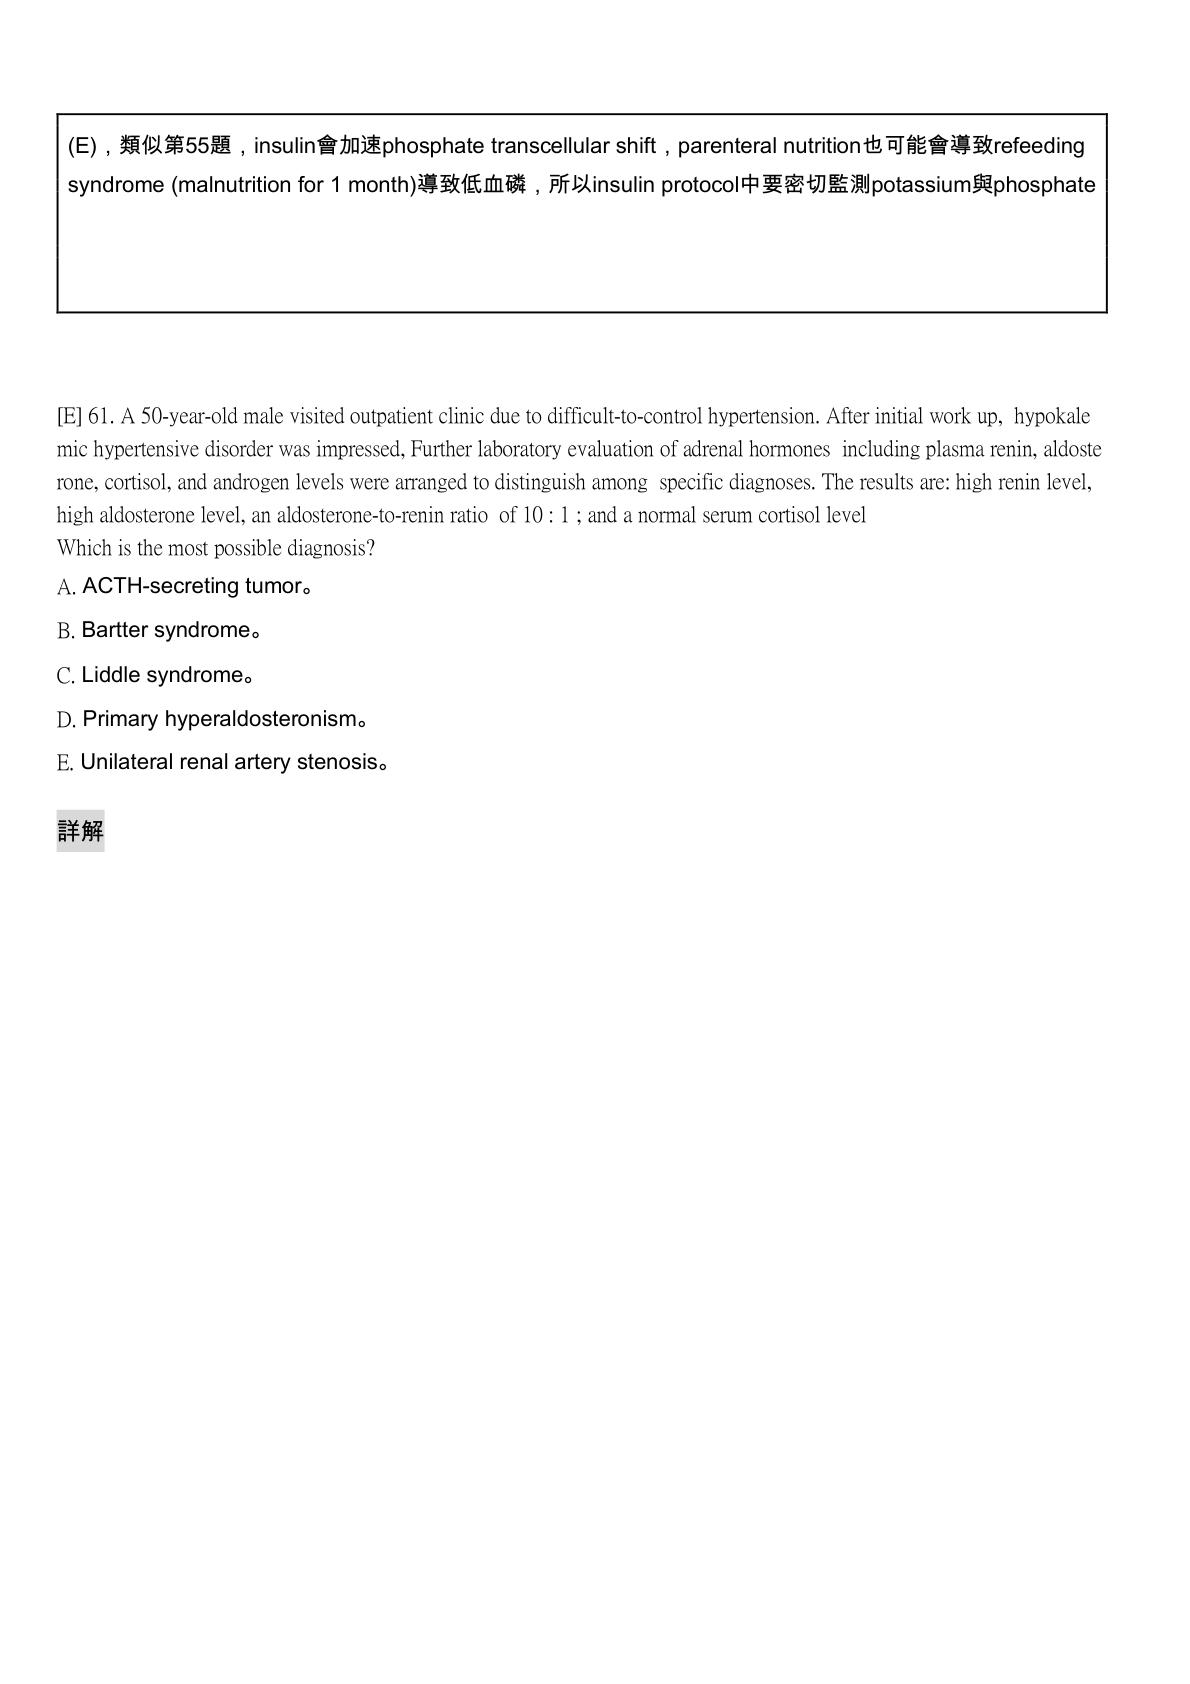 (E)，類似第55題，insulin會加速phosphate transcellular shift，parenteral nutrition也可能會導致refeeding
syndrome (malnutrition for 1 month)導致低血磷，所以insulin protocol中要密切監測potassium與phosphate
[E] 61. A 50-year-old male visited outpatient clinic due to difficult-to-control hypertension. After initial work up,  hypokale
mic hypertensive disorder was impressed, Further laboratory evaluation of adrenal hormones  including plasma renin, aldoste
rone, cortisol, and androgen levels were arranged to distinguish among  specific diagnoses. The results are: high renin level,
high aldosterone level, an aldosterone-to-renin ratio  of 10 : 1 ; and a normal serum cortisol level
Which is the most possible diagnosis?
A. ACTH-secreting tumor。
B. Bartter syndrome。
C. Liddle syndrome。
D. Primary hyperaldosteronism。
E. Unilateral renal artery stenosis。
詳解